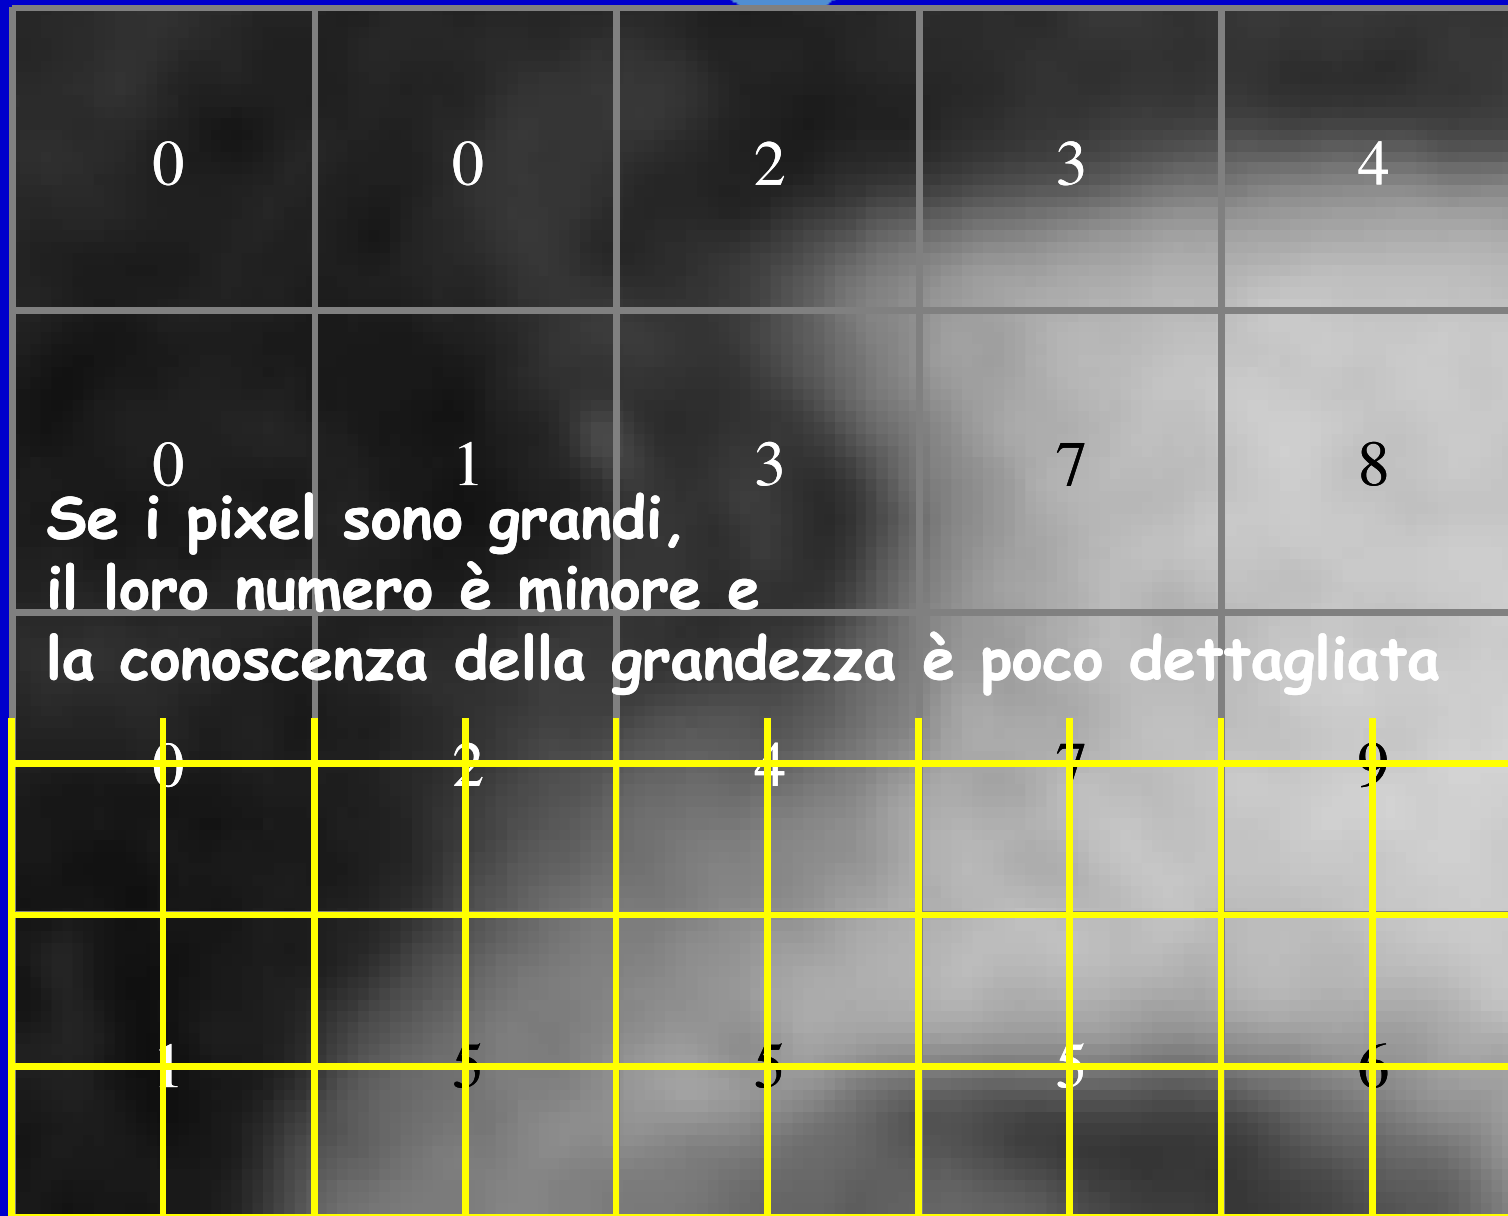 0 0 2 3 4
0 1 3 7 8
Se i pixel sono grandi,
il loro numero è minore e
la conoscenza della grandezza è poco dettagliata
0 2 4 7 9
1 5 5 5 6